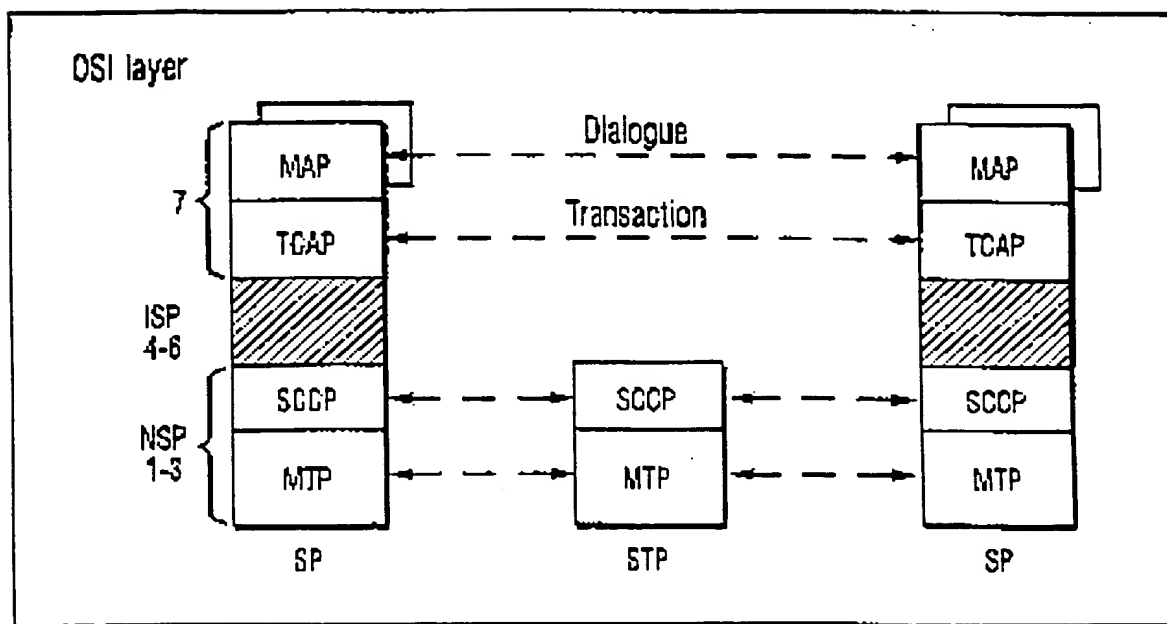 OSI layer
Dialogue
MAP
MAP
7
Transaction
TCAP
TCAP
ISP
4-6
SCCP
SCCP
SCCP
NSP
1-3
MTP
MTP
MTP
SP
STP
SP